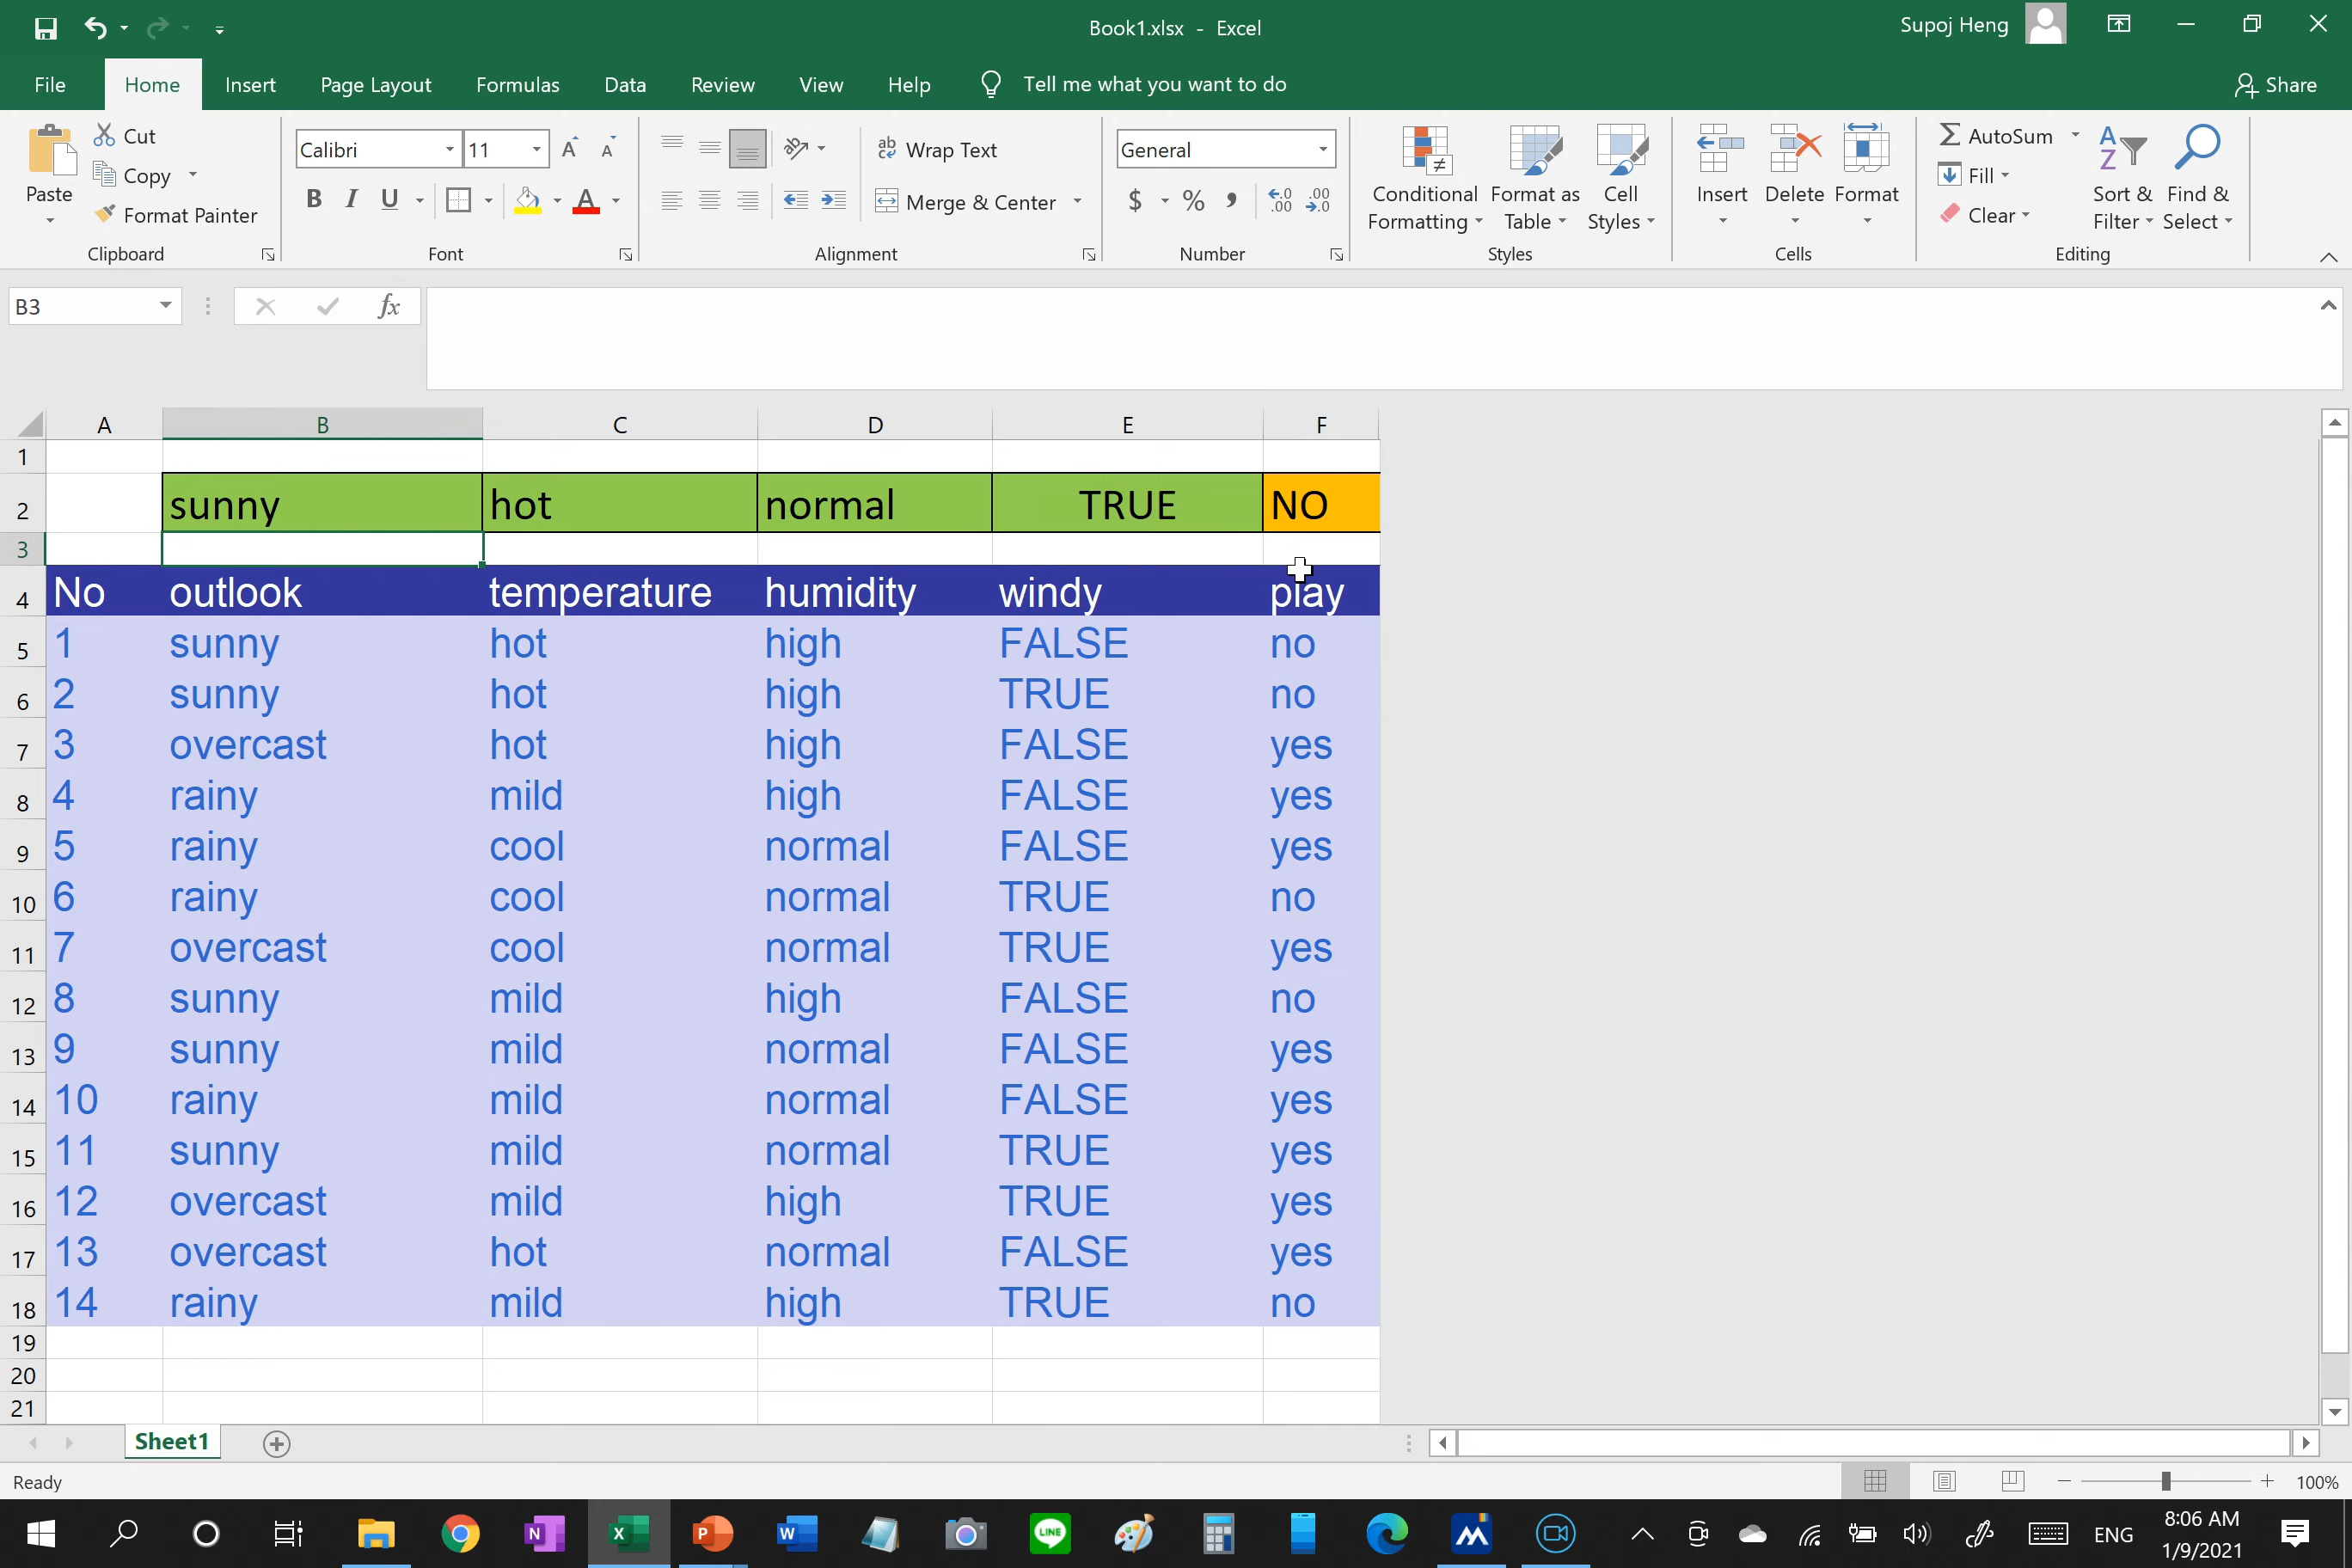 Book1.xlsx - Excel
Supoj Heng
File Home Insert Page Layout Formulas Data Review View Help Tell me what you want to do Share
Paste
Cut
Copy
Format Painter
Clipboard
Calibri 11
B I U
Font
Wrap Text
Merge & Center
Alignment
General
$ %
Number
Conditional Formatting
Format as Table
Cell Styles
Styles
Insert Delete Format
Cells
AutoSum
Fill
Clear
Sort & Filter
Find & Select
Editing
B3
fx
A B C D E F
1
2 sunny hot normal TRUE NO
3
4 No outlook temperature humidity windy play
5 1 sunny hot high FALSE no
6 2 sunny hot high TRUE no
7 3 overcast hot high FALSE yes
8 4 rainy mild high FALSE yes
9 5 rainy cool normal FALSE yes
10 6 rainy cool normal TRUE no
11 7 overcast cool normal TRUE yes
12 8 sunny mild high FALSE no
13 9 sunny mild normal FALSE yes
14 10 rainy mild normal FALSE yes
15 11 sunny mild normal TRUE yes
16 12 overcast mild high TRUE yes
17 13 overcast hot normal FALSE yes
18 14 rainy mild high TRUE no
19
20
21
Sheet1
Ready
100%
LINE
ENG
8:06 AM
1/9/2021